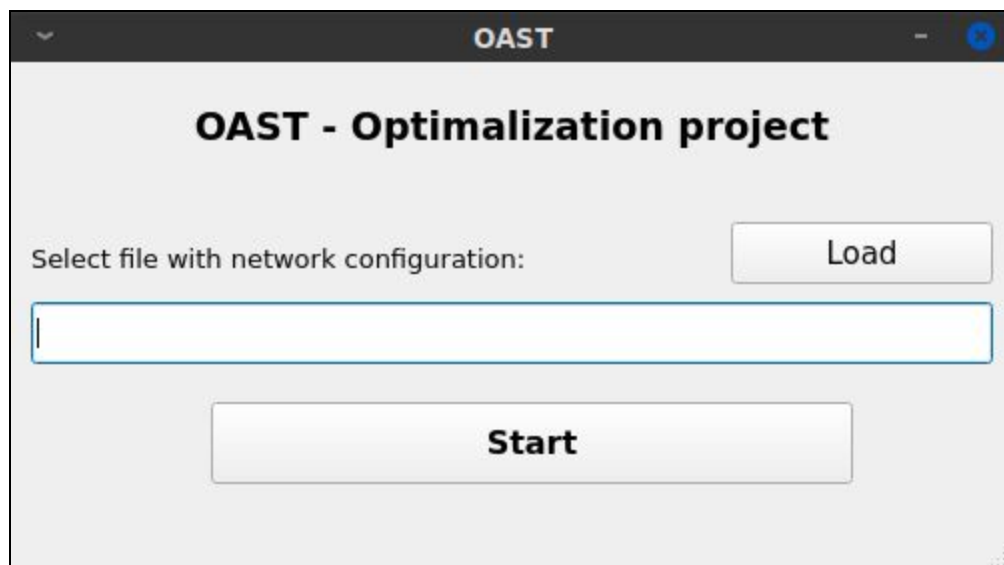 OAST
OAST - Optimalization project
Select file with network configuration:
Load
Start